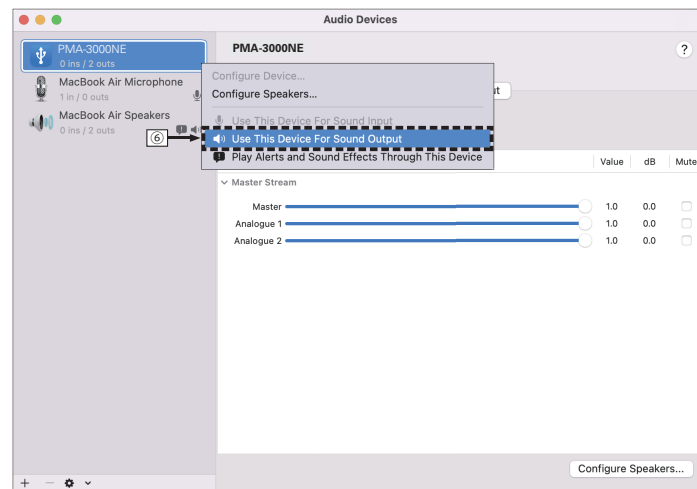 Audio Devices
PMA-3000NE
0 ins / 2 outs
MacBook Air Microphone
1 in / 0 outs
MacBook Air Speakers
0 ins / 2 outs
⑥
PMA-3000NE
?
Configure Device...
Configure Speakers...
Use This Device For Sound Input
Use This Device For Sound Output
Play Alerts and Sound Effects Through This Device
Value dB Mute
Master Stream
Master 1.0 0.0
Analogue 1 1.0 0.0
Analogue 2 1.0 0.0
Configure Speakers...